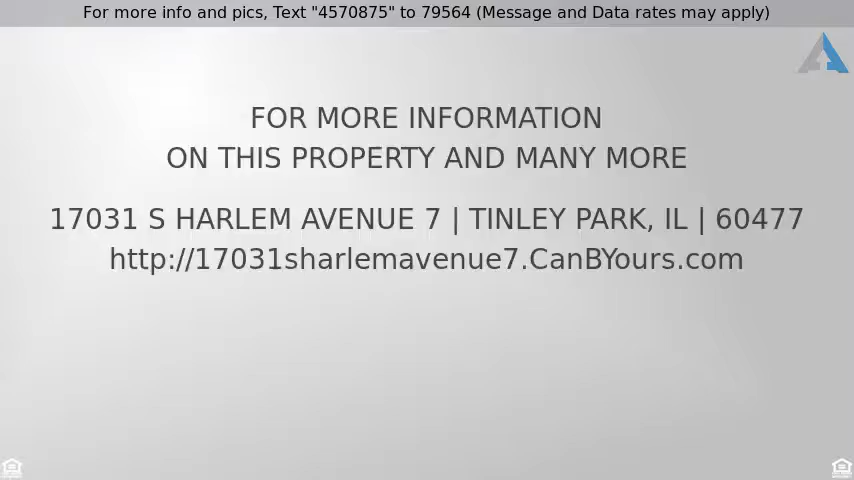 For more info and pics, Text "4570875" to 79564 (Message and Data rates may apply)
FOR MORE INFORMATION
ON THIS PROPERTY AND MANY MORE
17031 S HARLEM AVENUE 7 | TINLEY PARK, IL | 60477
http://17031sharlemavenue7.CanBYours.com